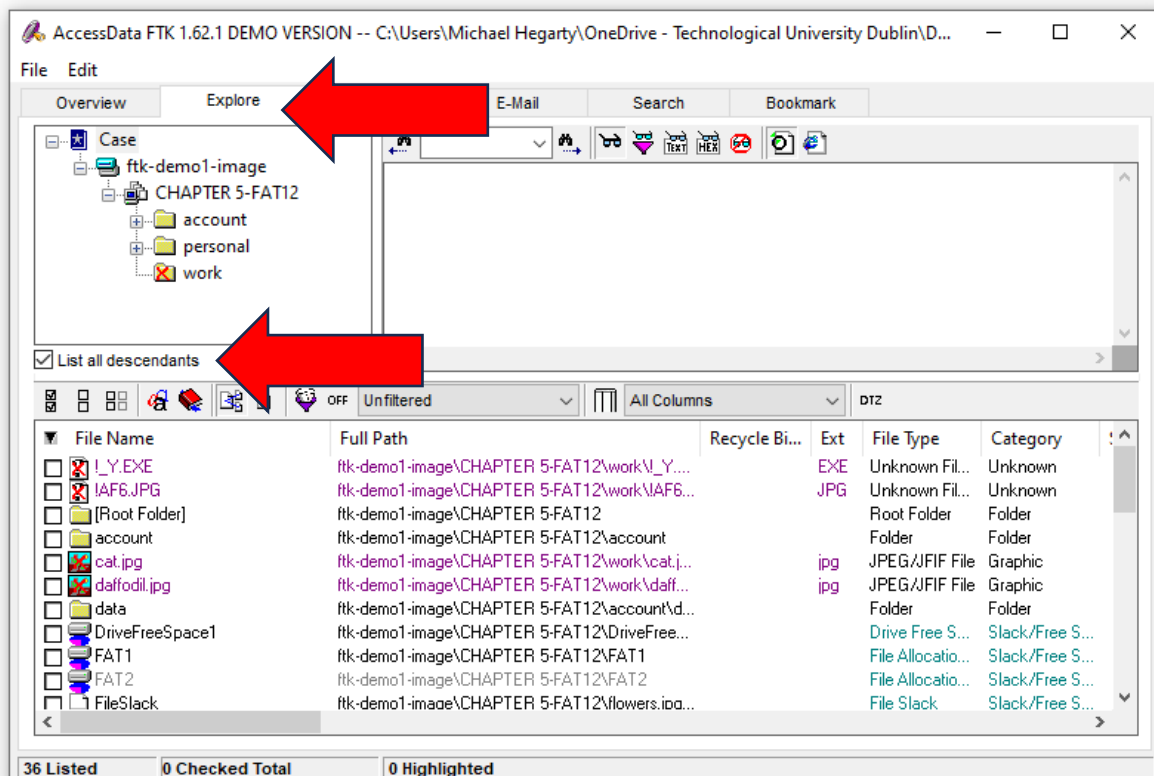 AccessData FTK 1.62.1 DEMO VERSION -- C:\Users\Michael Hegarty\OneDrive - Technological University Dublin\D...
File Edit
Overview Explore E-Mail Search Bookmark
Case
ftk-demo1-image
CHAPTER 5-FAT12
account
personal
work
TEXT HEX
List all descendants
OFF Unfiltered All Columns DTZ
File Name Full Path Recycle Bi... Ext File Type Category
!_Y.EXE ftk-demo1-image\CHAPTER 5-FAT12\work\!_Y.... EXE Unknown Fil... Unknown
!AF6.JPG ftk-demo1-image\CHAPTER 5-FAT12\work\!AF6... JPG Unknown Fil... Unknown
[Root Folder] ftk-demo1-image\CHAPTER 5-FAT12 Root Folder Folder
account ftk-demo1-image\CHAPTER 5-FAT12\account Folder Folder
cat.jpg ftk-demo1-image\CHAPTER 5-FAT12\work\cat.j... jpg JPEG/JFIF File Graphic
daffodil.jpg ftk-demo1-image\CHAPTER 5-FAT12\work\daff... jpg JPEG/JFIF File Graphic
data ftk-demo1-image\CHAPTER 5-FAT12\account\d... Folder Folder
DriveFreeSpace1 ftk-demo1-image\CHAPTER 5-FAT12\DriveFree... Drive Free S... Slack/Free S...
FAT1 ftk-demo1-image\CHAPTER 5-FAT12\FAT1 File Allocatio... Slack/Free S...
FAT2 ftk-demo1-image\CHAPTER 5-FAT12\FAT2 File Allocatio... Slack/Free S...
FileSlack ftk-demo1-image\CHAPTER 5-FAT12\flowers.jpg... File Slack Slack/Free S...
36 Listed 0 Checked Total 0 Highlighted